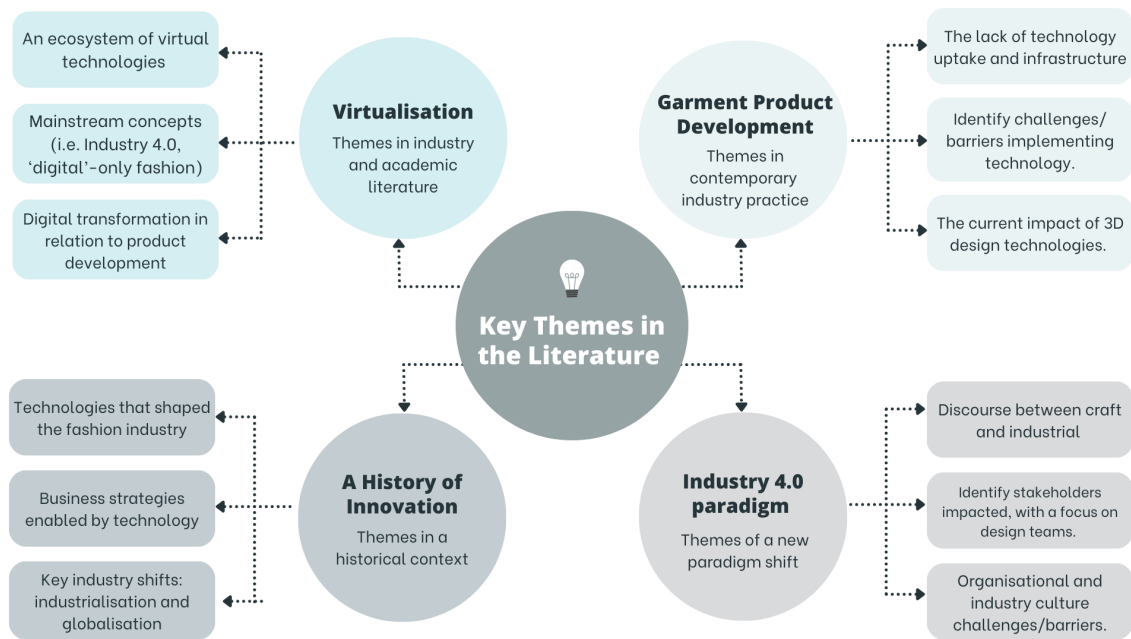 An ecosystem of virtual
technologies
Mainstream concepts
(i.e. Industry 4.0,
‘digital’-only fashion)
Digital transformation in
relation to product
development
Virtualisation
Themes in industry
and academic
literature
Garment Product
Development
Themes in
contemporary
industry practice
The lack of technology
uptake and infrastructure
Identify challenges/
barriers implementing
technology.
The current impact of 3D
design technologies.
Key Themes in
the Literature
Technologies that shaped
the fashion industry
Business strategies
enabled by technology
Key industry shifts:
industrialisation and
globalisation
A History of
Innovation
Themes in a
historical context
Industry 4.0
paradigm
Themes of a new
paradigm shift
Discourse between craft
and industrial
Identify stakeholders
impacted, with a focus on
design teams.
Organisational and
industry culture
challenges/barriers.